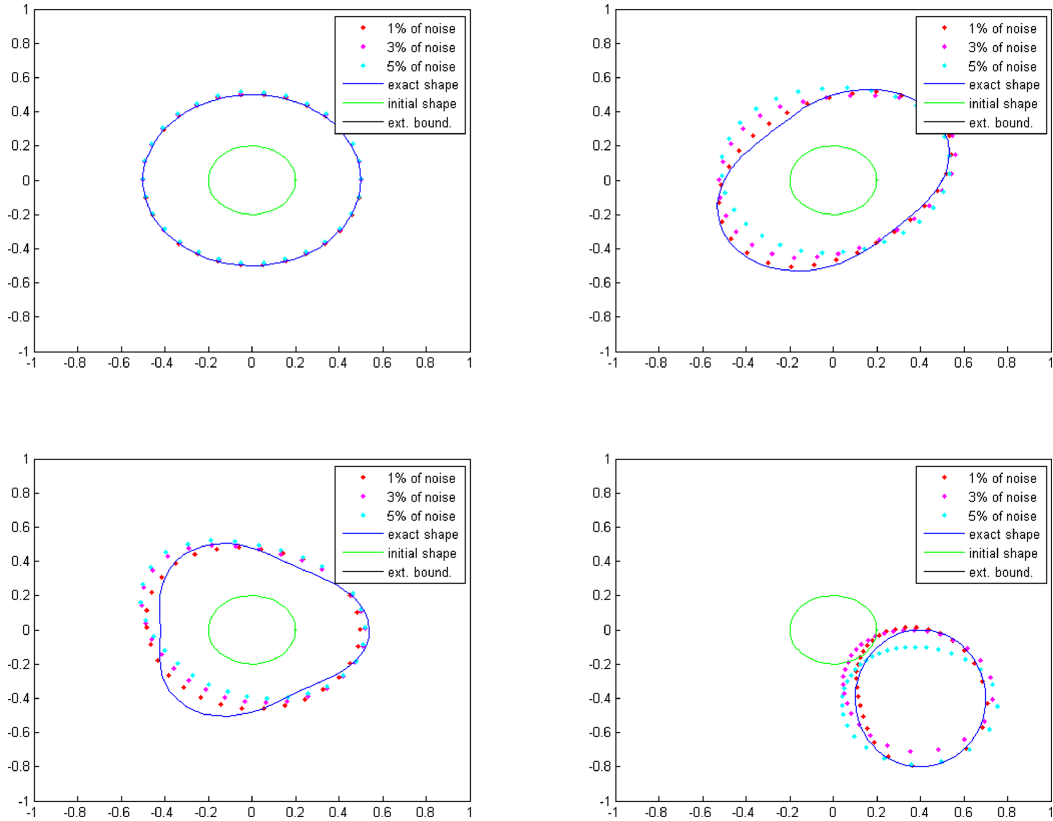 1
0.8
0.6
0.4
0.2
0
-0.2
-0.4
-0.6
-0.8
-1
-1 -0.8 -0.6 -0.4 -0.2 0 0.2 0.4 0.6 0.8 1
1% of noise
3% of noise
5% of noise
exact shape
initial shape
ext. bound.
1
0.8
0.6
0.4
0.2
0
-0.2
-0.4
-0.6
-0.8
-1
-1 -0.8 -0.6 -0.4 -0.2 0 0.2 0.4 0.6 0.8 1
1% of noise
3% of noise
5% of noise
exact shape
initial shape
ext. bound.
1
0.8
0.6
0.4
0.2
0
-0.2
-0.4
-0.6
-0.8
-1
-1 -0.8 -0.6 -0.4 -0.2 0 0.2 0.4 0.6 0.8 1
1% of noise
3% of noise
5% of noise
exact shape
initial shape
ext. bound.
1
0.8
0.6
0.4
0.2
0
-0.2
-0.4
-0.6
-0.8
-1
-1 -0.8 -0.6 -0.4 -0.2 0 0.2 0.4 0.6 0.8 1
1% of noise
3% of noise
5% of noise
exact shape
initial shape
ext. bound.